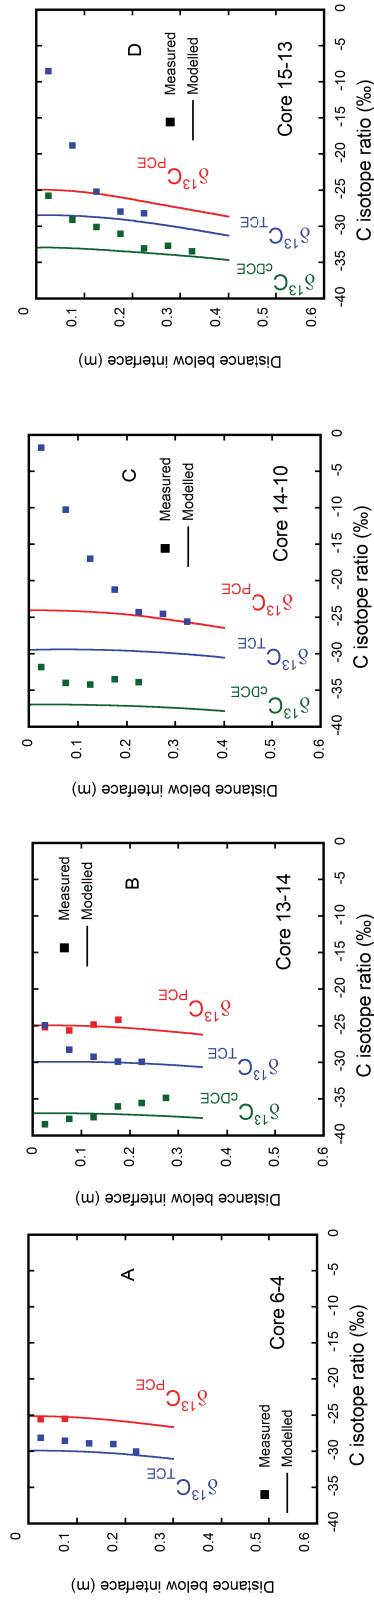 0
-5
-10
-15
-20
-25
-30
-35
-40
0
0.1
0.2
0.3
0.4
0.5
0.6
A
δ13CPCE
δ13CTCE
Core 6-4
Measured
Modelled
Distance below interface (m)
C isotope ratio (‰)
0
-5
-10
-15
-20
-25
-30
-35
-40
0
0.1
0.2
0.3
0.4
0.5
0.6
Measured
Modelled
B
δ13CPCE
δ13CTCE
δ13CcDCE
Core 13-14
Distance below interface (m)
C isotope ratio (‰)
0
-5
-10
-15
-20
-25
-30
-35
-40
0
0.1
0.2
0.3
0.4
0.5
0.6
C
Measured
Modelled
δ13CPCE
δ13CTCE
δ13CcDCE
Core 14-10
Distance below interface (m)
C isotope ratio (‰)
0
-5
-10
-15
-20
-25
-30
-35
-40
0
0.1
0.2
0.3
0.4
0.5
0.6
D
Measured
Modelled
δ13CPCE
δ13CTCE
δ13CcDCE
Core 15-13
Distance below interface (m)
C isotope ratio (‰)